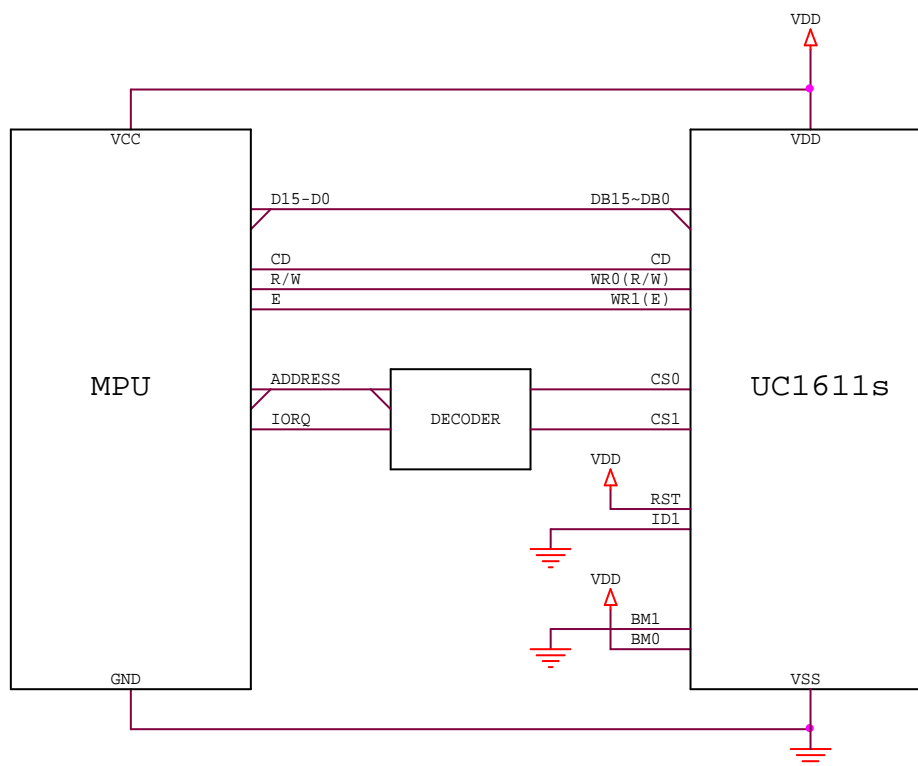 VDD
VCC VDD
D15-D0 DB15~DB0
CD CD
R/W WR0(R/W)
E WR1(E)
MPU ADDRESS CS0 UC1611s
IORQ DECODER CS1
VDD
RST
ID1
VDD
BM1
BM0
GND VSS